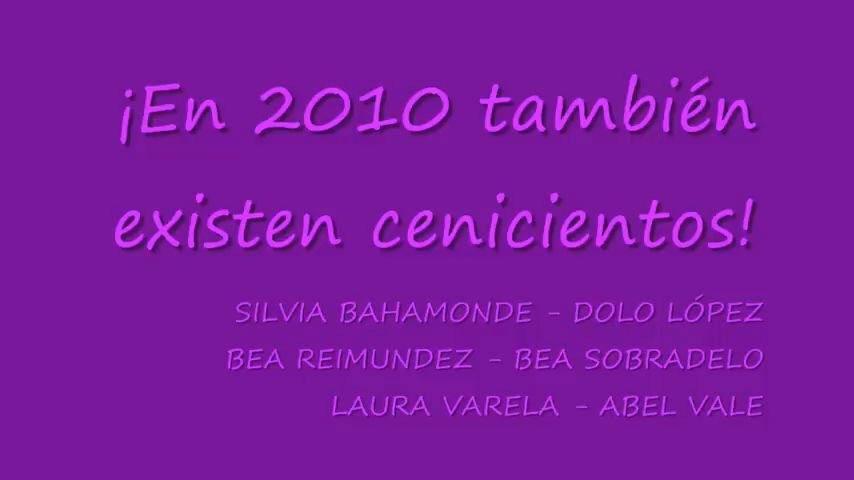 ¡En 2010 también
existen cenicientos!
SILVIA BAHAMONDE - DOLO LÓPEZ
BEA REIMUNDEZ - BEA SOBRADELO
LAURA VARELA - ABEL VALE